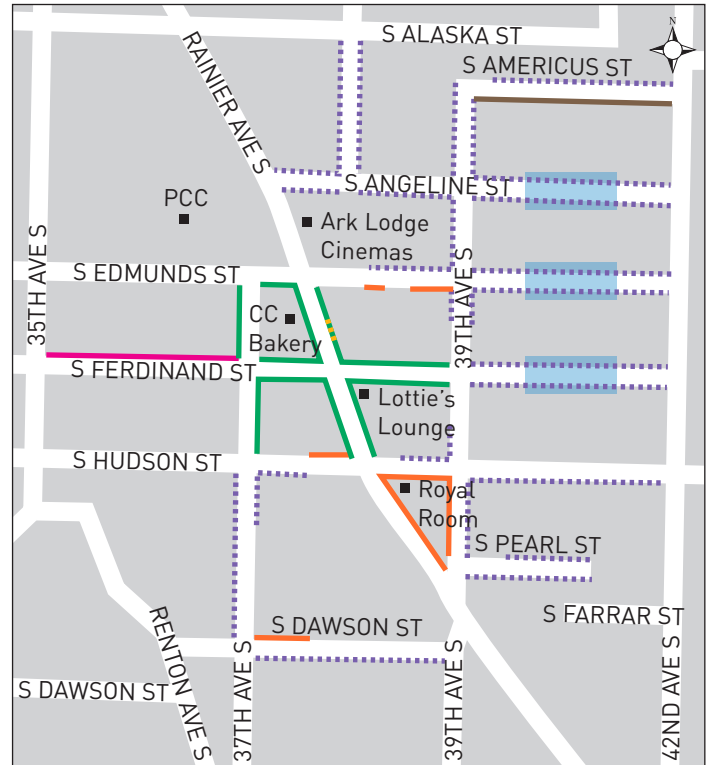 N
S ALASKA ST
RAINIER AVE S
S AMERICUS ST
S ANGELINE ST
PCC
Ark Lodge
Cinemas
35TH AVE S
S EDMUNDS ST
39TH AVE S
CC
Bakery
S FERDINAND ST
Lottie's
Lounge
S HUDSON ST
Royal
Room
S PEARL ST
RENTON AVE S
S FARRAR ST
S DAWSON ST
S DAWSON ST
37TH AVE S
39TH AVE S
42ND AVE S